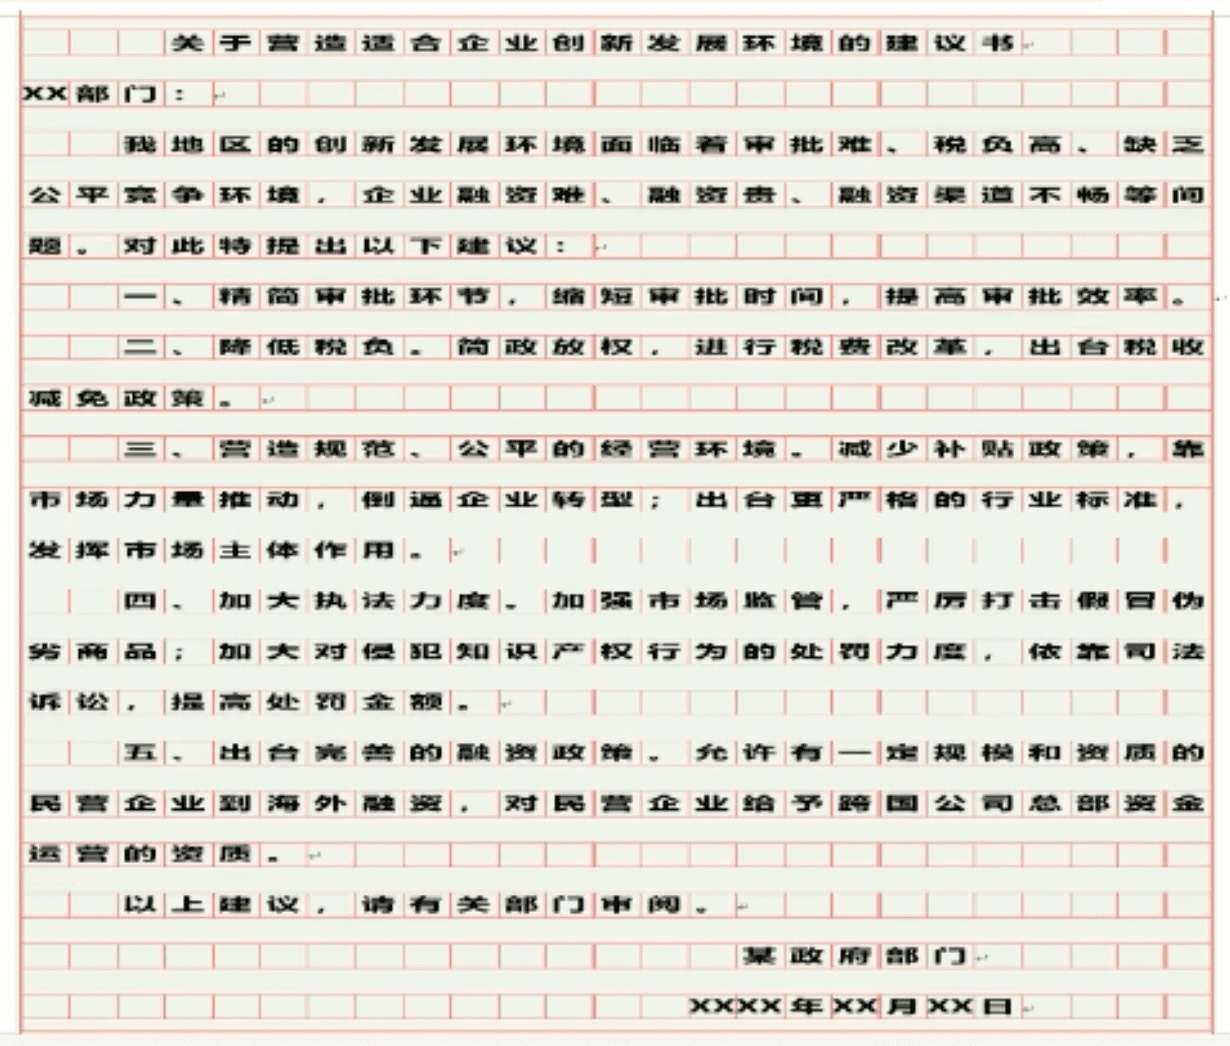 关于营造适合企业创新发展环境的建议书
XX部门：
我地区的创新发展环境面临着审批难、税负高、缺乏
公平竞争环境，企业融资难、融资贵、融资渠道不畅等问
题。对此特提出以下建议：
一、精简审批环节，缩短审批时间，提高审批效率。
二、降低税负。简政放权，进行税费改革，出台税收
减免政策。
三、营造规范、公平的经营环境。减少补贴政策，靠
市场力量推动，倒逼企业转型；出台更严格的行业标准，
发挥市场主体作用。
四、加大执法力度。加强市场监管，严厉打击假冒伪
劣商品；加大对侵犯知识产权行为的处罚力度，依靠司法
诉讼，提高处罚金额。
五、出台完善的融资政策。允许有一定规模和资质的
民营企业到海外融资，对民营企业给予跨国公司总部资金
运营的资质。
以上建议，请有关部门审阅。
某政府部门
XXXX年XX月XX日